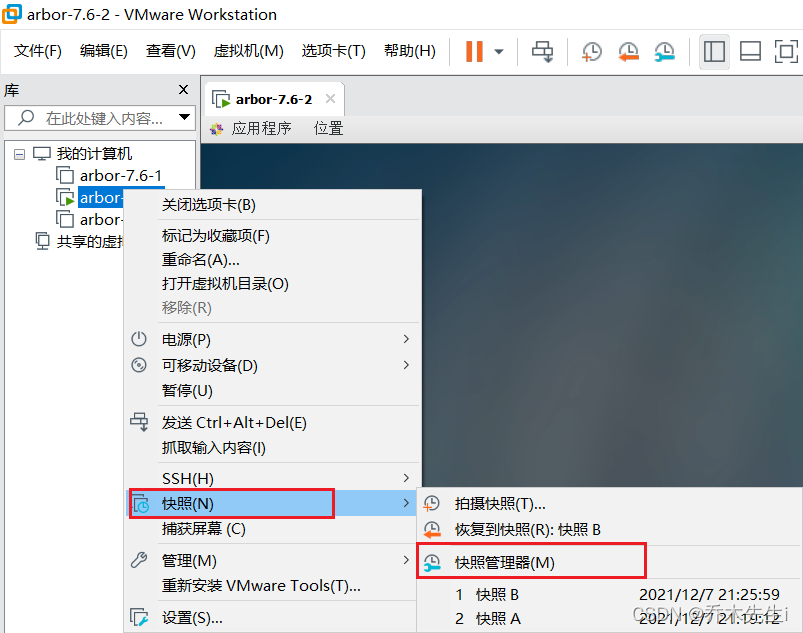 arbor-7.6-2 - VMware Workstation
文件(F) 编辑(E) 查看(V) 虚拟机(M) 选项卡(T) 帮助(H)
库
在此处键入内容...
arbor-7.6-2
应用程序 位置
我的计算机
arbor-7.6-1
arbor-
arbor-
共享的虚拟
关闭选项卡(B)
标记为收藏项(F)
重命名(A)...
打开虚拟机目录(O)
移除(R)
电源(P)
可移动设备(D)
暂停(U)
发送 Ctrl+Alt+Del(E)
抓取输入内容(I)
SSH(H)
快照(N)
捕获屏幕 (C)
管理(M)
重新安装 VMware Tools(T)...
设置(S)...
拍摄快照(T)...
恢复到快照(R): 快照 B
快照管理器(M)
1 快照 B 2021/12/7 21:25:59
2 快照 A 2021/12/7 21:19:12
CSDN @乔木生生i